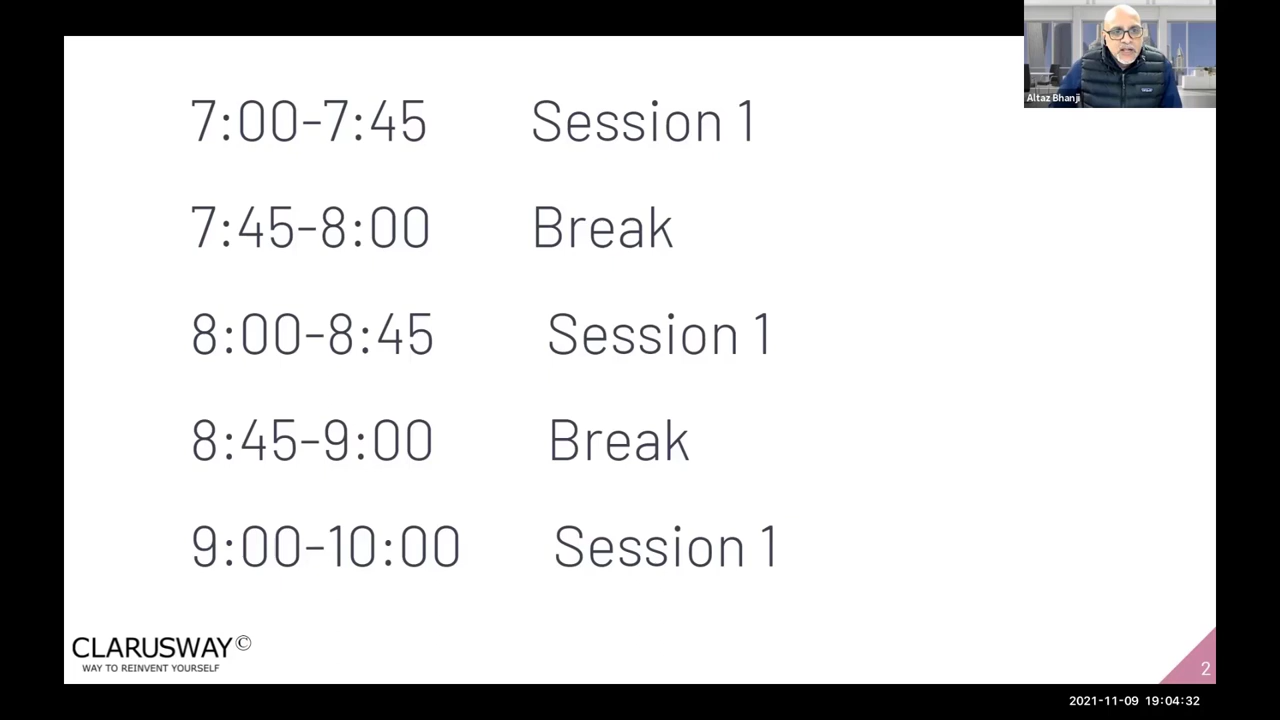 7:00-7:45 Session 1
7:45-8:00 Break
8:00-8:45 Session 1
8:45-9:00 Break
9:00-10:00 Session 1
Altaz Bhanji
CLARUSWAY©
WAY TO REINVENT YOURSELF
2
2021-11-09 19:04:32